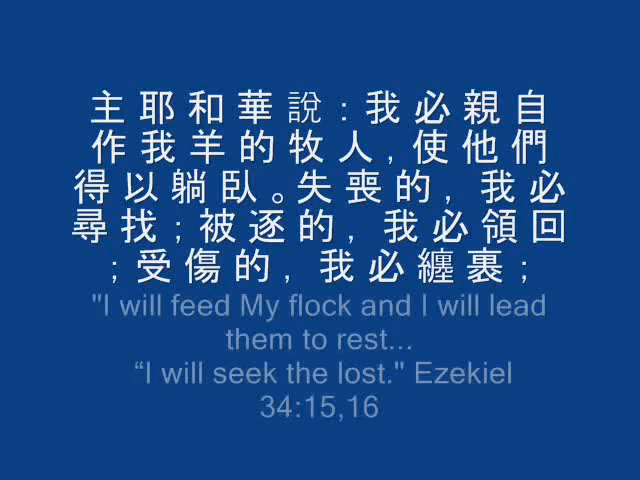 主耶和華說：我必親自
作我羊的牧人，使他們
得以躺臥。失喪的，我必
尋找；被逐的，我必領回
；受傷的，我必纏裹；
"I will feed My flock and I will lead
them to rest...
“I will seek the lost." Ezekiel
34:15,16